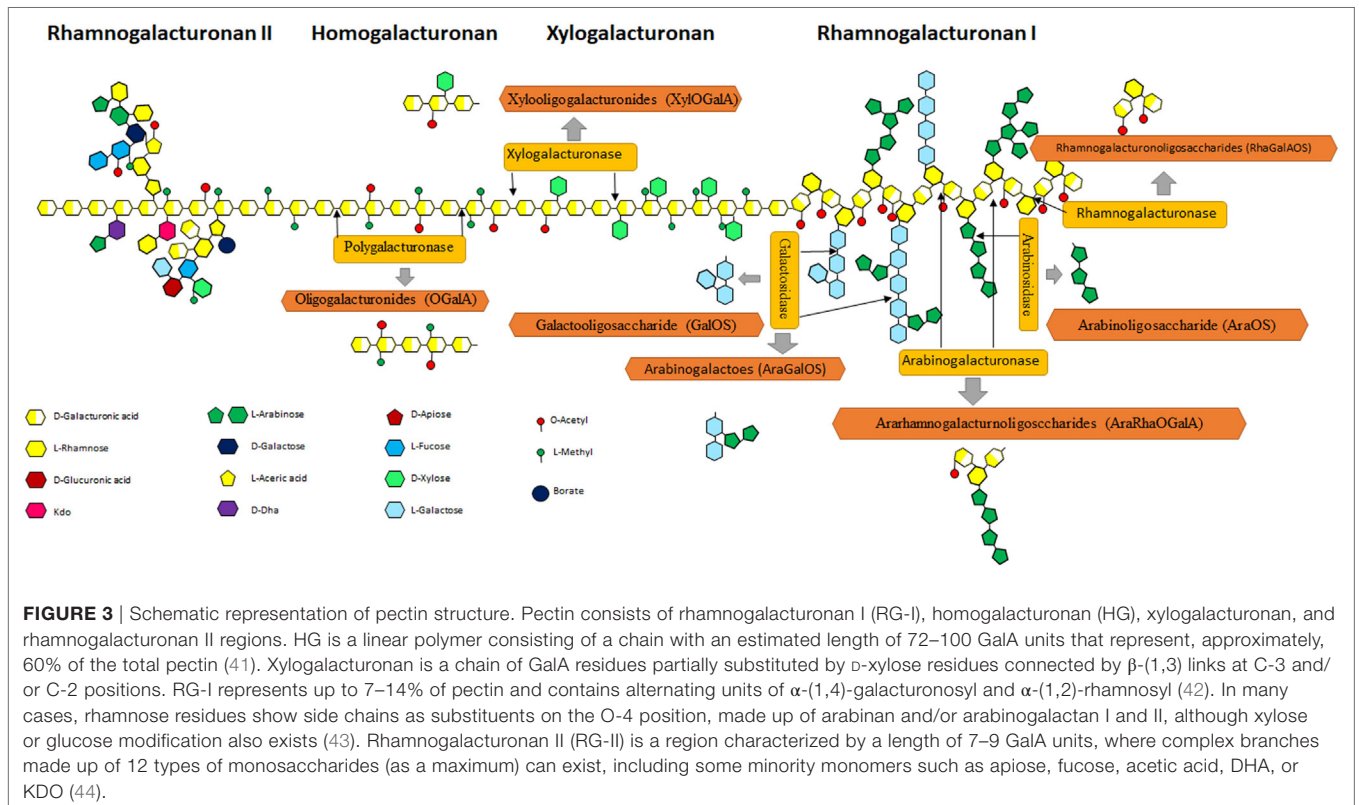 Rhamnogalacturonan II
Homogalacturonan
Xylogalacturonan
Rhamnogalacturonan I
Xylooligogalacturonides (XylOGalA)
Xylogalacturonase
Rhamnogalacturonoligosaccharides (RhaGalAOS)
Rhamnogalacturonase
Polygalacturonase
Oligogalacturonides (OGalA)
Galactosidase
Galactooligosaccharide (GalOS)
Arabinogalactoes (AraGalOS)
Arabinosidase
Arabinoligosaccharide (AraOS)
Arabinogalacturonase
Ararhamnogalacturnoligosccharides (AraRhaOGalA)
D-Galacturonic acid
L-Rhamnose
D-Glucuronic acid
Kdo
L-Arabinose
D-Galactose
L-Aceric acid
D-Dha
D-Apiose
L-Fucose
D-Xylose
L-Galactose
O-Acetyl
L-Methyl
Borate
FIGURE 3 | Schematic representation of pectin structure. Pectin consists of rhamnogalacturonan I (RG-I), homogalacturonan (HG), xylogalacturonan, and
rhamnogalacturonan II regions. HG is a linear polymer consisting of a chain with an estimated length of 72–100 GalA units that represent, approximately,
60% of the total pectin (41). Xylogalacturonan is a chain of GalA residues partially substituted by D-xylose residues connected by β-(1,3) links at C-3 and/
or C-2 positions. RG-I represents up to 7–14% of pectin and contains alternating units of α-(1,4)-galacturonosyl and α-(1,2)-rhamnosyl (42). In many
cases, rhamnose residues show side chains as substituents on the O-4 position, made up of arabinan and/or arabinogalactan I and II, although xylose
or glucose modification also exists (43). Rhamnogalacturonan II (RG-II) is a region characterized by a length of 7–9 GalA units, where complex branches
made up of 12 types of monosaccharides (as a maximum) can exist, including some minority monomers such as apiose, fucose, acetic acid, DHA, or
KDO (44).